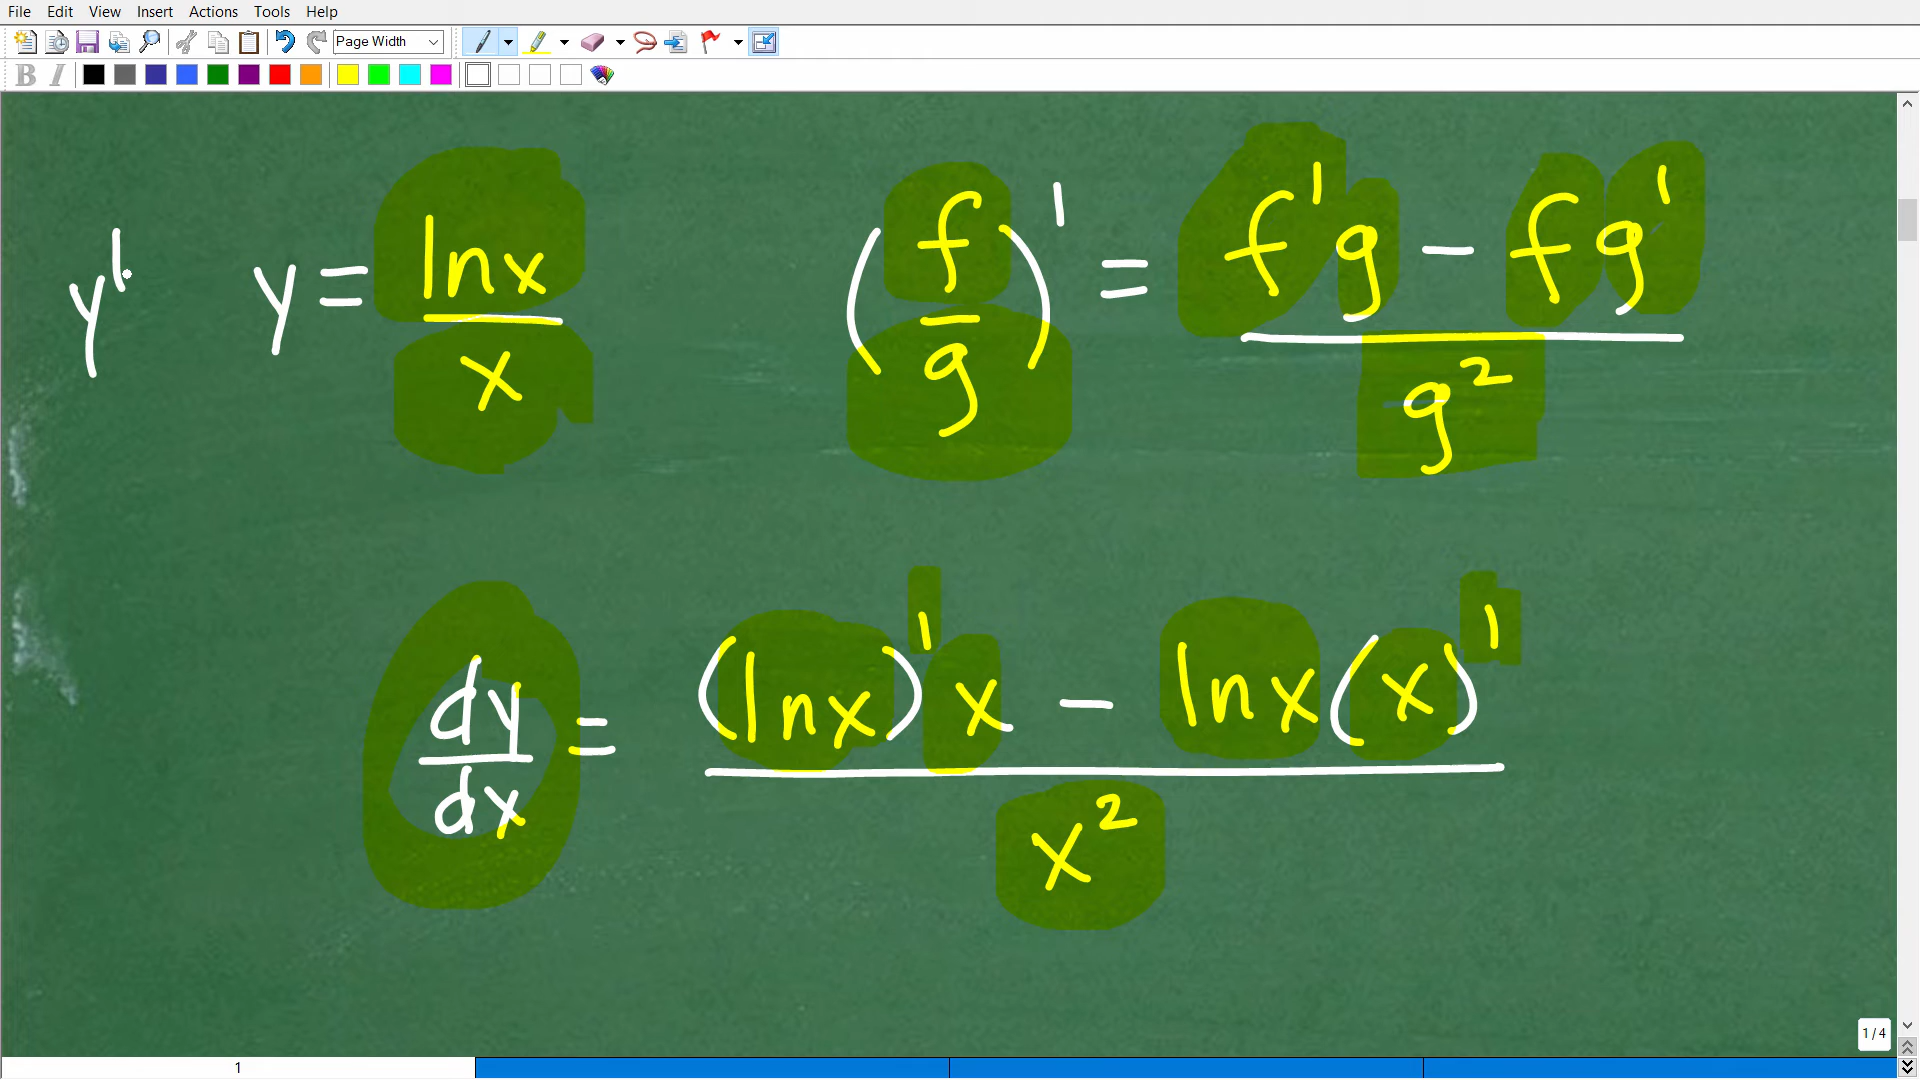 File Edit View Insert Actions Tools Help
Page Width
B I
y' y = lnx / x (f/g)' = f'g - fg' / g²
dy/dx = (lnx)'x - lnx(x)' / x²
1 / 4
1